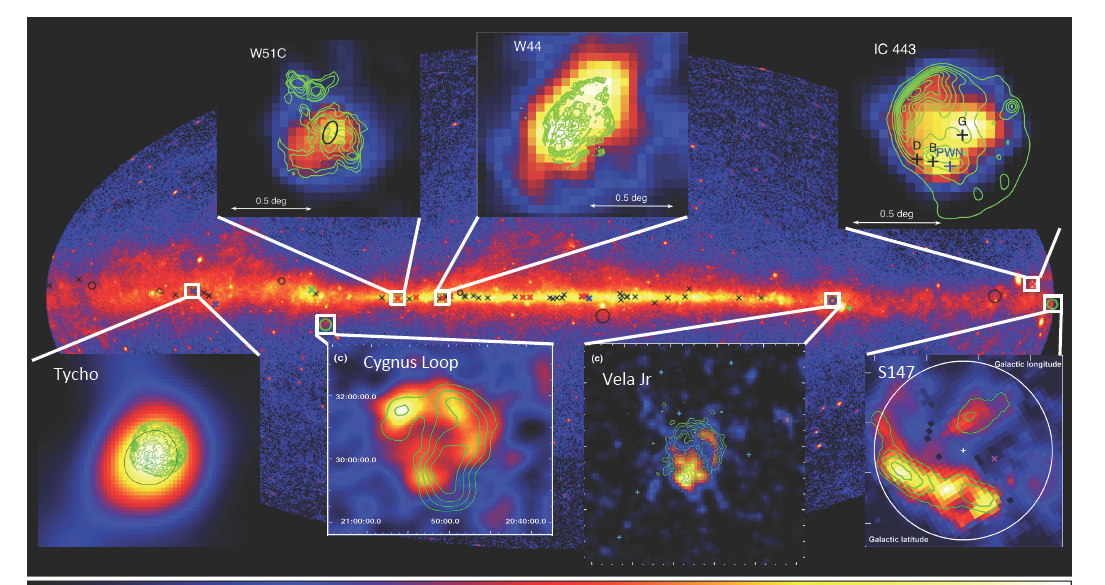 W51C
W44
IC 443
G
D
B
PWN
0.5 deg
0.5 deg
0.5 deg
Tycho
(c)
Cygnus Loop
32:00:00.0
30:00:00.0
21:00:00.0
50:00.0
20:40:00.0
(c)
Vela Jr
S147
Galactic longitude
Galactic latitude